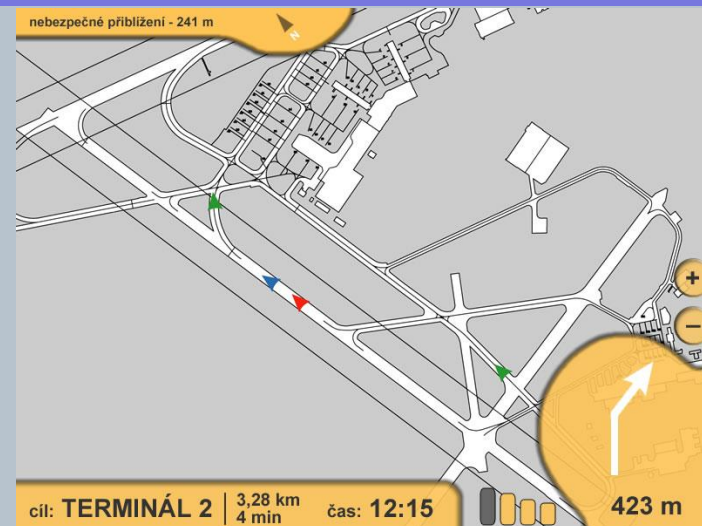 nebezpečné přiblížení - 241 m
N
+
−
423 m
cíl: TERMINÁL 2 3,28 km
4 min
čas: 12:15